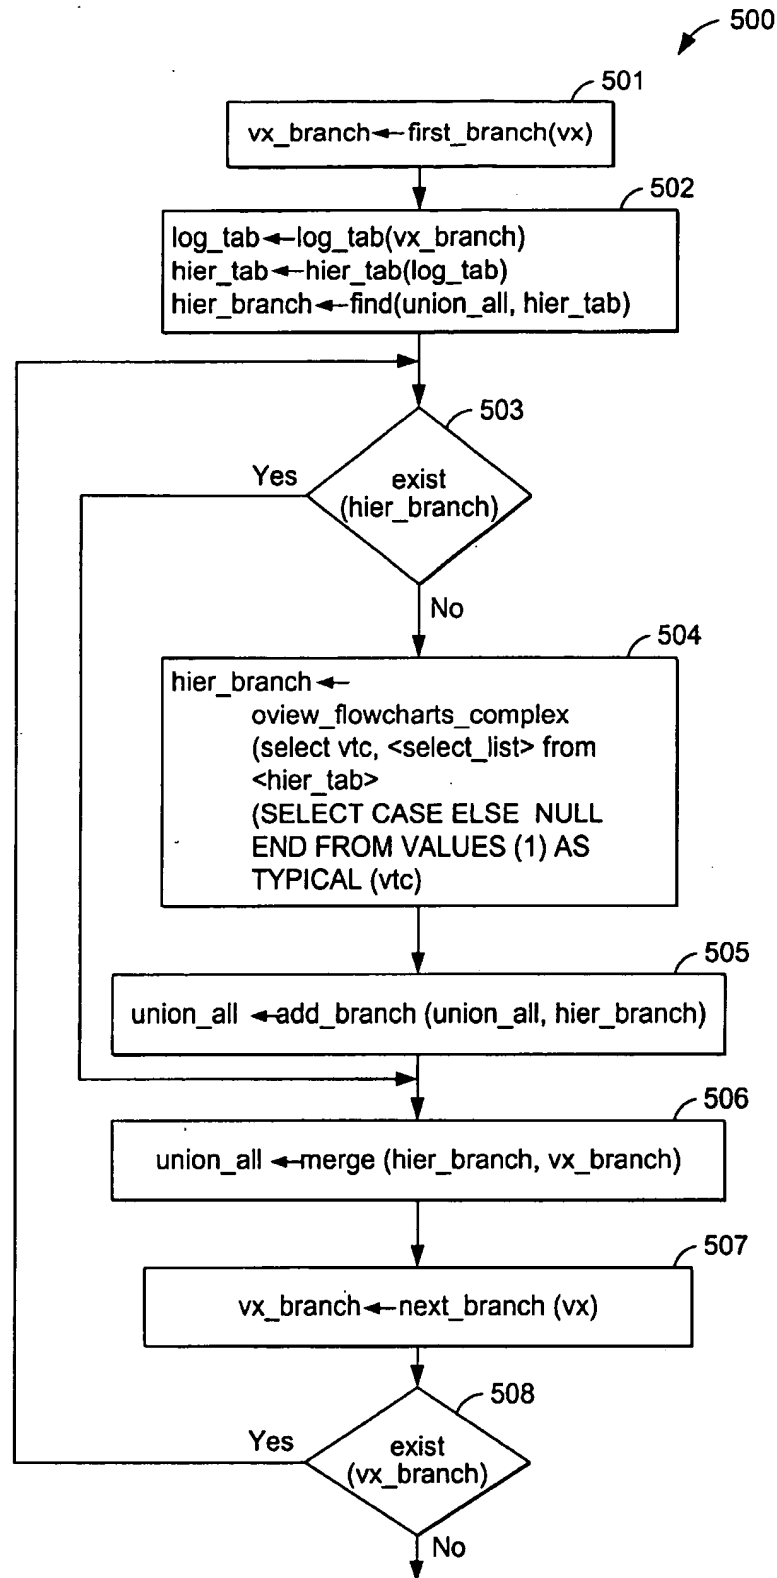 500
501
vx_branch←first_branch(vx)
502
log_tab←log_tab(vx_branch)
hier_tab←hier_tab(log_tab)
hier_branch←find(union_all, hier_tab)
503
Yes
exist
(hier_branch)
No
504
hier_branch←
oview_flowcharts_complex
(select vtc, <select_list> from
<hier_tab>
(SELECT CASE ELSE NULL
END FROM VALUES (1) AS
TYPICAL (vtc)
505
union_all ←add_branch (union_all, hier_branch)
506
union_all ←merge (hier_branch, vx_branch)
507
vx_branch←next_branch (vx)
508
Yes
exist
(vx_branch)
No